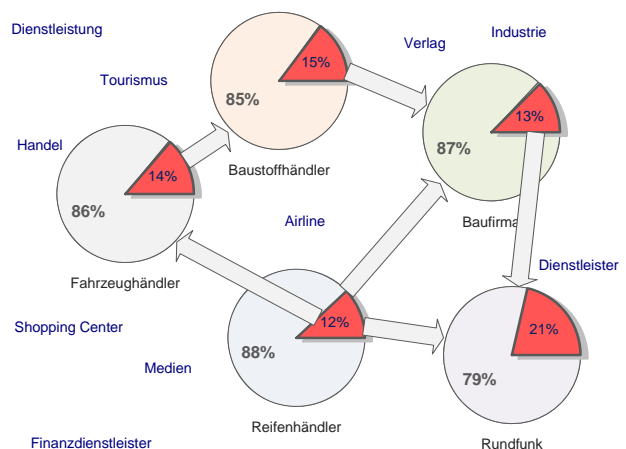 Dienstleistung
Verlag
Industrie
15%
Tourismus
85%
13%
Handel
87%
Baustoffhändler
14%
86%
Airline
Baufirma
Dienstleister
Fahrzeughändler
Shopping Center
12%
21%
88%
Medien
79%
Reifenhändler
Finanzdienstleister
Rundfunk